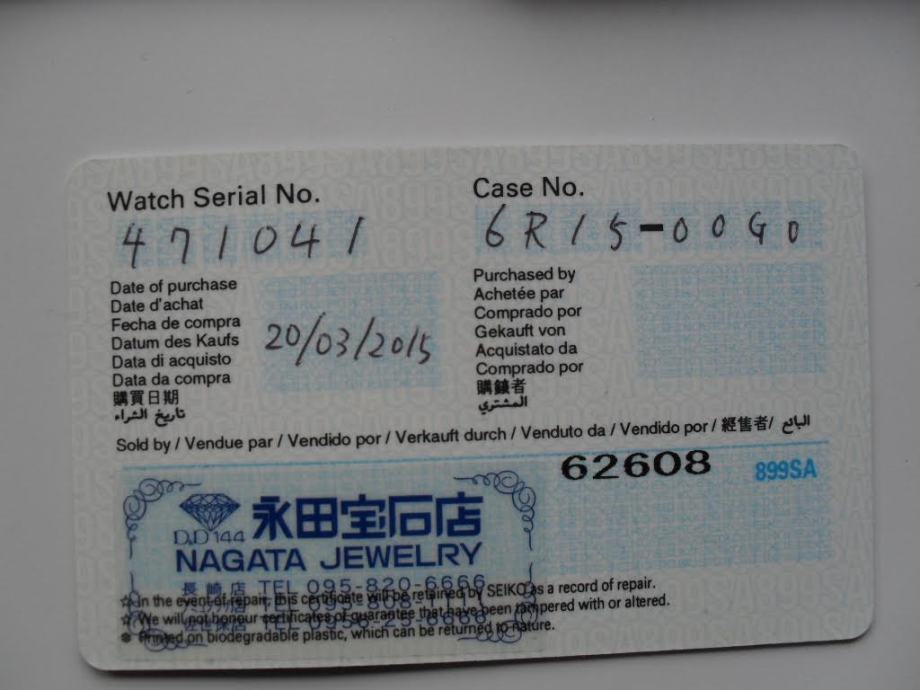 Watch Serial No.
471041
Case No.
6R15-00G0
Date of purchase
Date d'achat
Fecha de compra
Datum des Kaufs
Data di acquisto
Data da compra
購買日期
تاريخ الشراء
20/03/2015
Purchased by
Achetée par
Comprado por
Gekauft von
Acquistato da
Comprado por
購錶者
المشتري
Sold by / Vendue par / Vendido por / Verkauft durch / Venduto da / Vendido por / 經售者/ البائع
62608
899SA
D.D 144 永田宝石店
NAGATA JEWELRY
長崎店 TEL 095-820-6666
☆ In the event of repair, this certificate will be retained by SEIKO as a record of repair.
☆ We will not honour certificates of guarantee that have been tampered with or altered.
● Printed on biodegradable plastic, which can be returned to nature.